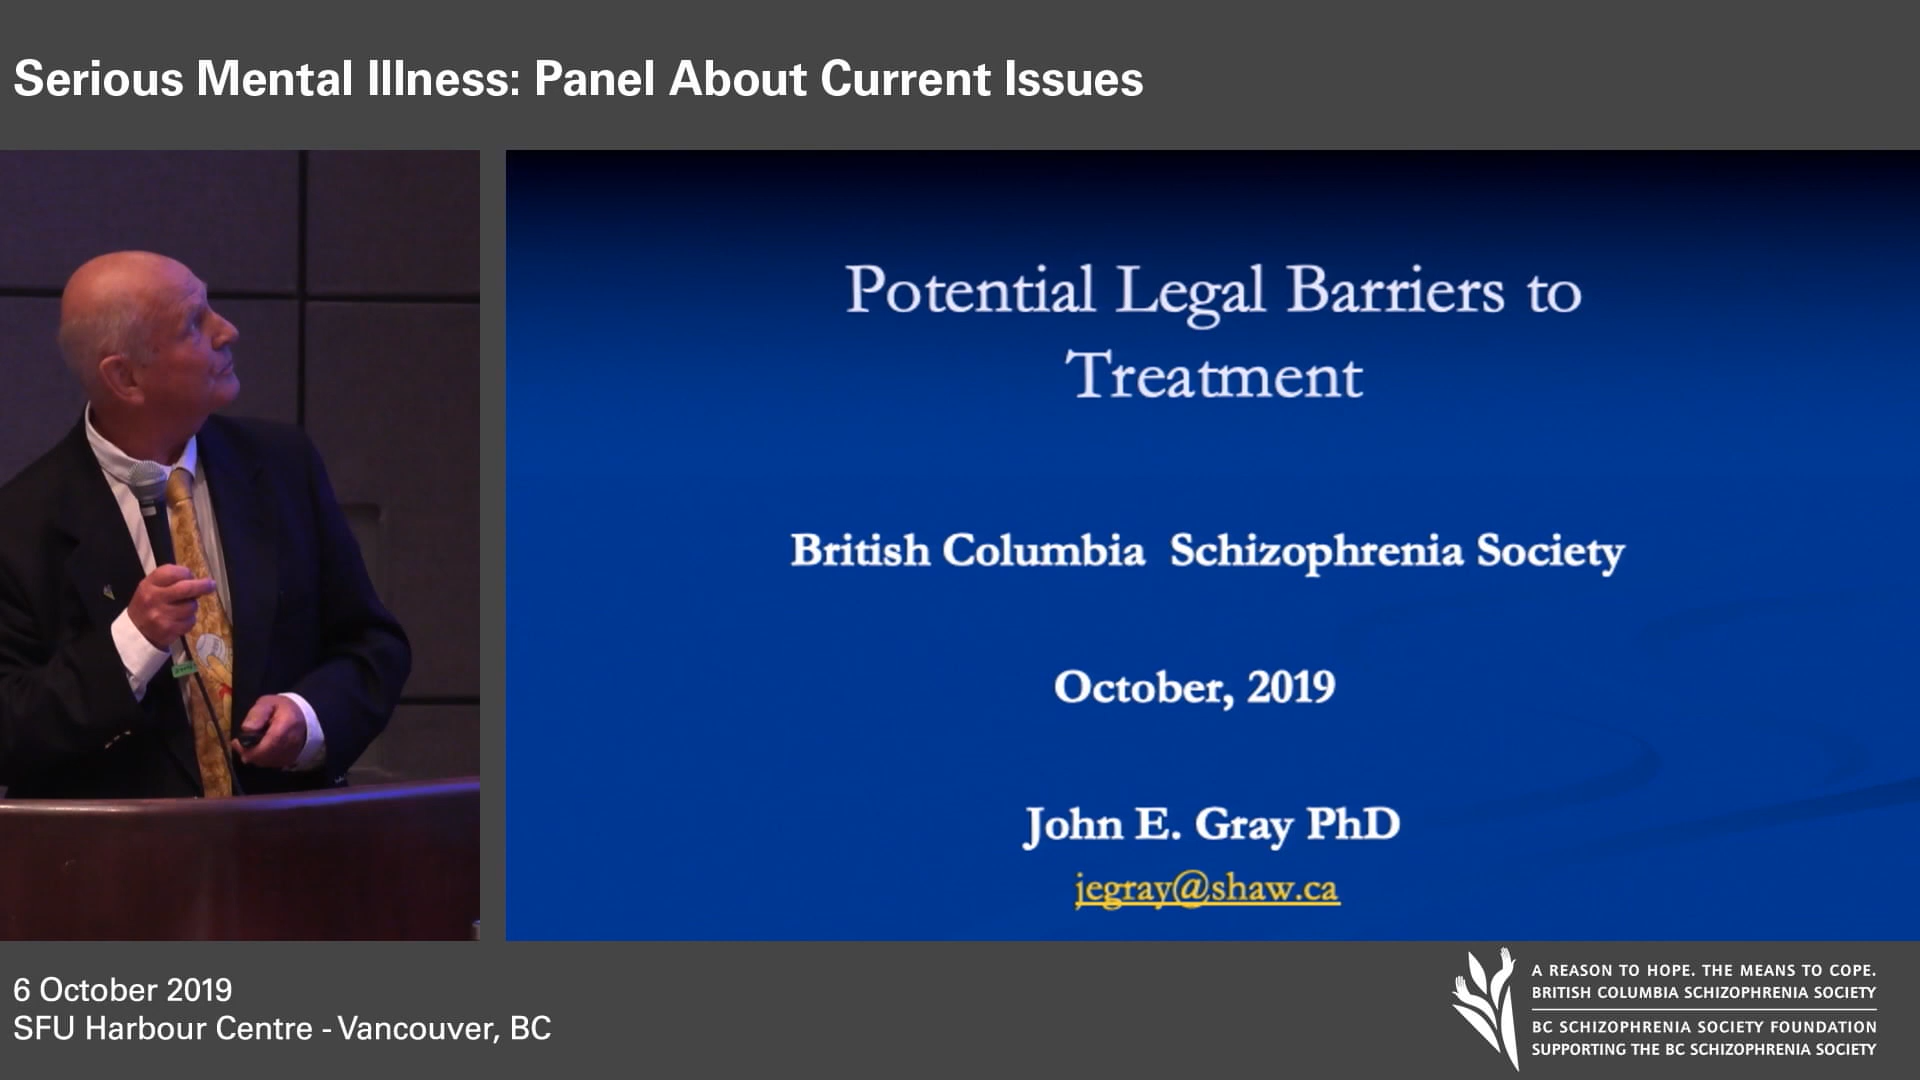 Serious Mental Illness: Panel About Current Issues
Potential Legal Barriers to
Treatment
British Columbia Schizophrenia Society
October, 2019
John E. Gray PhD
jegray@shaw.ca
6 October 2019
SFU Harbour Centre - Vancouver, BC
A REASON TO HOPE. THE MEANS TO COPE.
BRITISH COLUMBIA SCHIZOPHRENIA SOCIETY
BC SCHIZOPHRENIA SOCIETY FOUNDATION
SUPPORTING THE BC SCHIZOPHRENIA SOCIETY